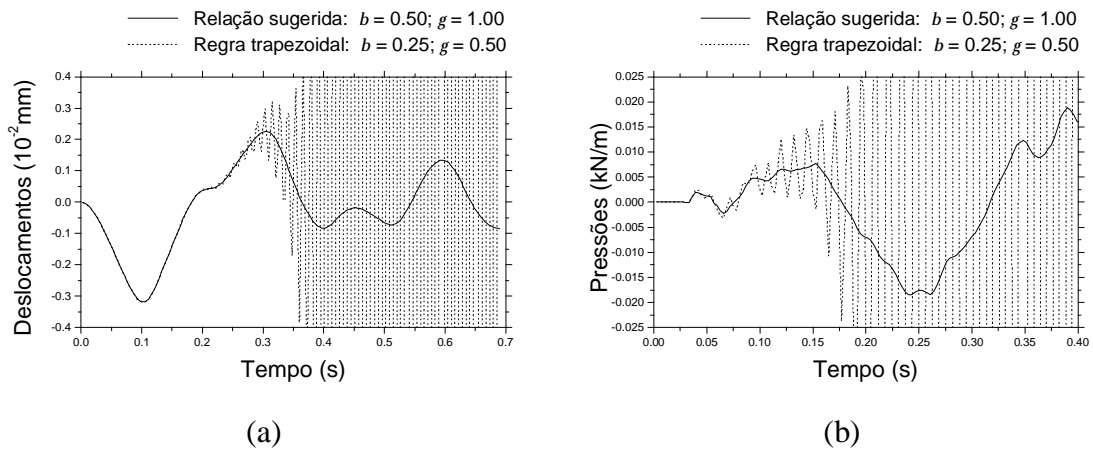 Relação sugerida: b = 0.50; g = 1.00
Regra trapezoidal: b = 0.25; g = 0.50
0.4
0.3
0.2
0.1
0.0
-0.1
-0.2
-0.3
-0.4
Deslocamentos (10⁻²mm)
0.0 0.1 0.2 0.3 0.4 0.5 0.6 0.7
Tempo (s)
(a)
Relação sugerida: b = 0.50; g = 1.00
Regra trapezoidal: b = 0.25; g = 0.50
0.025
0.020
0.015
0.010
0.005
0.000
-0.005
-0.010
-0.015
-0.020
-0.025
Pressões (kN/m)
0.00 0.05 0.10 0.15 0.20 0.25 0.30 0.35 0.40
Tempo (s)
(b)